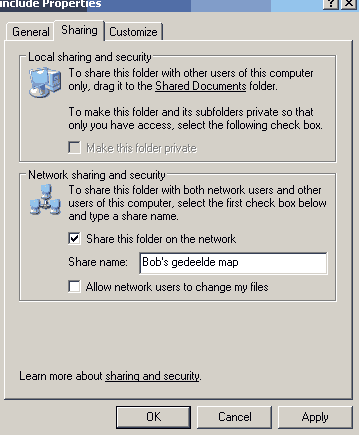 include Properties
General
Sharing
Customize
Local sharing and security
To share this folder with other users of this computer
only, drag it to the Shared Documents folder.
To make this folder and its subfolders private so that
only you have access, select the following check box.
Make this folder private
Network sharing and security
To share this folder with both network users and other
users of this computer, select the first check box below
and type a share name.
Share this folder on the network
Share name: Bob's gedeelde map
Allow network users to change my files
Learn more about sharing and security.
OK
Cancel
Apply